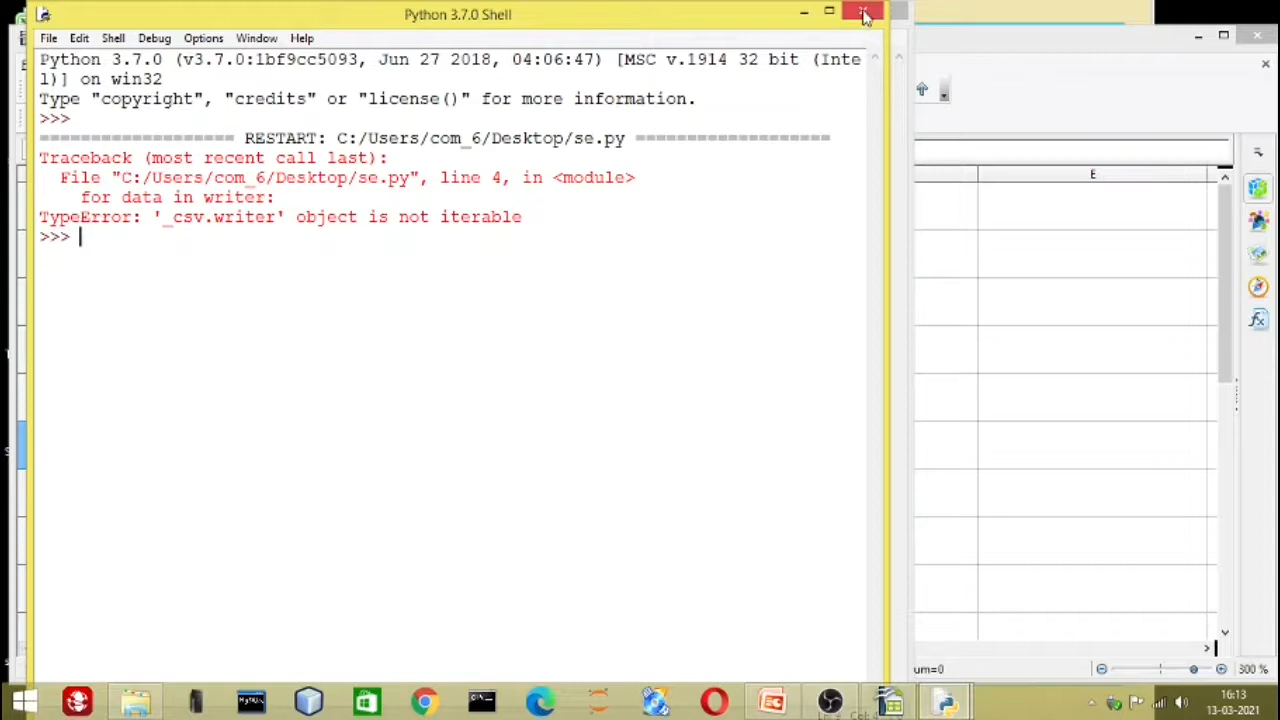 Python 3.7.0 Shell
File Edit Shell Debug Options Window Help
Python 3.7.0 (v3.7.0:1bf9cc5093, Jun 27 2018, 04:06:47) [MSC v.1914 32 bit (Inte
l)] on win32
Type "copyright", "credits" or "license()" for more information.
>>>
=================== RESTART: C:/Users/com_6/Desktop/se.py ===================
Traceback (most recent call last):
File "C:/Users/com_6/Desktop/se.py", line 4, in <module>
for data in writer:
TypeError: '_csv.writer' object is not iterable
>>>
E
um=0
300 %
16:13
13-03-2021